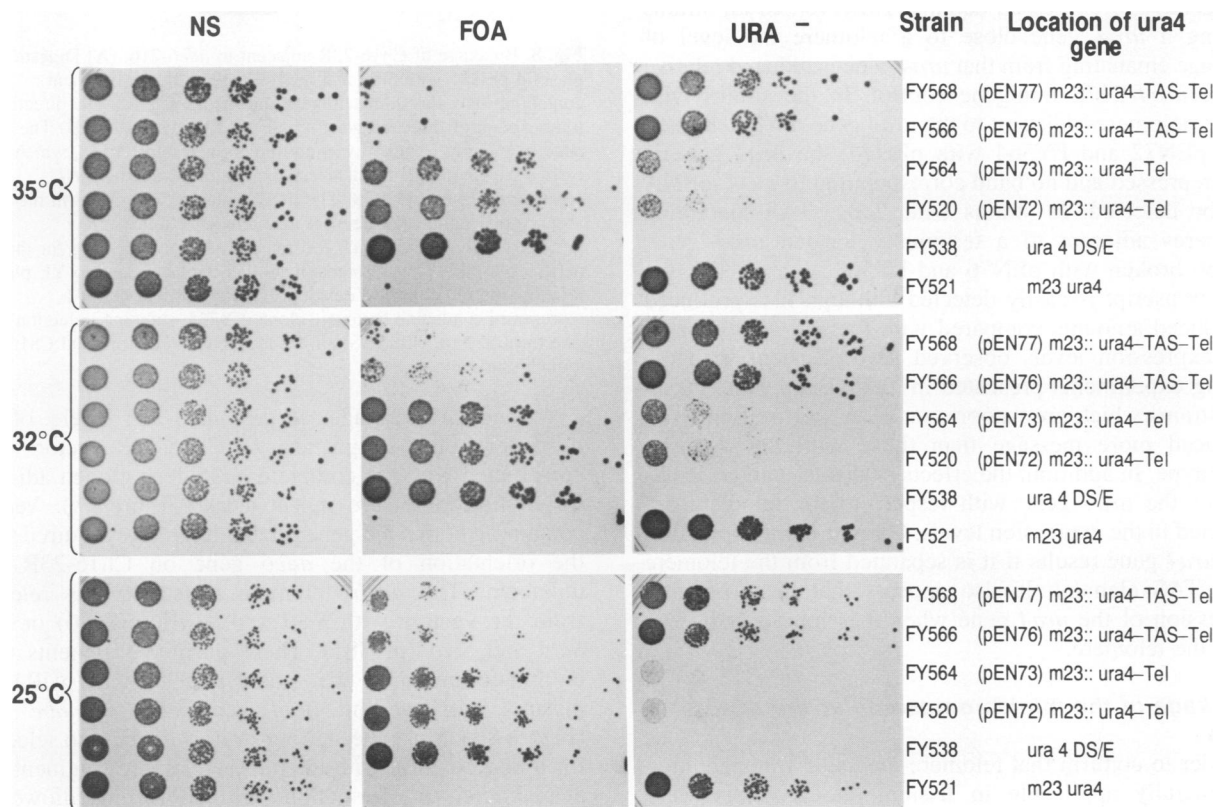 NS FOA URA – Strain Location of ura4 gene
35°C
FY568 (pEN77) m23:: ura4–TAS–Tel
FY566 (pEN76) m23:: ura4–TAS–Tel
FY564 (pEN73) m23:: ura4–Tel
FY520 (pEN72) m23:: ura4–Tel
FY538 ura 4 DS/E
FY521 m23 ura4
32°C
FY568 (pEN77) m23:: ura4–TAS–Tel
FY566 (pEN76) m23:: ura4–TAS–Tel
FY564 (pEN73) m23:: ura4–Tel
FY520 (pEN72) m23:: ura4–Tel
FY538 ura 4 DS/E
FY521 m23 ura4
25°C
FY568 (pEN77) m23:: ura4–TAS–Tel
FY566 (pEN76) m23:: ura4–TAS–Tel
FY564 (pEN73) m23:: ura4–Tel
FY520 (pEN72) m23:: ura4–Tel
FY538 ura 4 DS/E
FY521 m23 ura4